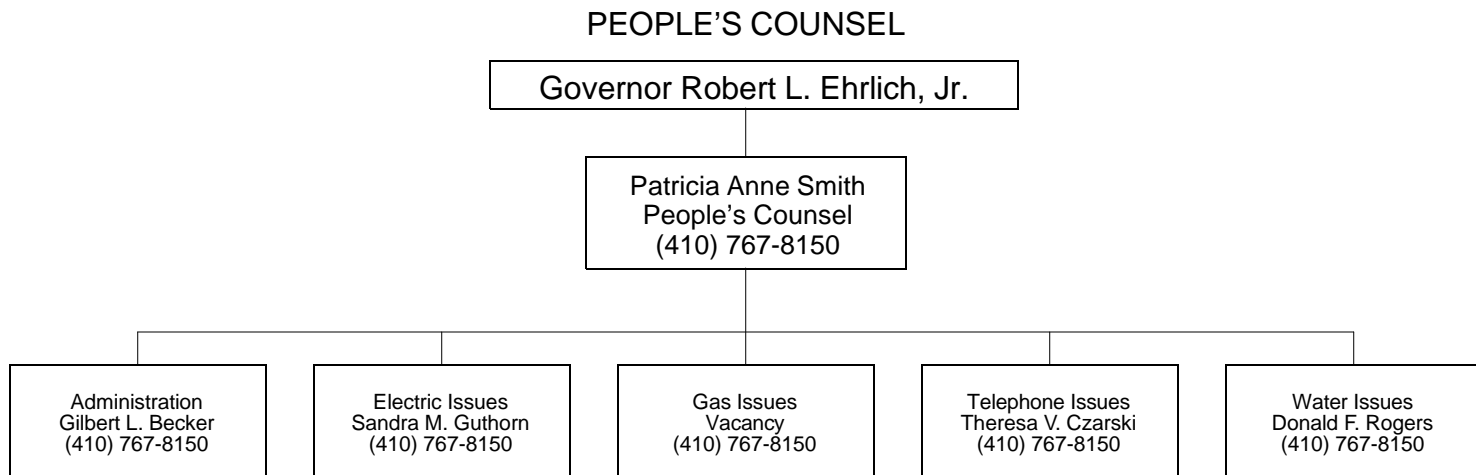 PEOPLE’S COUNSEL
Governor Robert L. Ehrlich, Jr.
Patricia Anne Smith
People’s Counsel
(410) 767-8150
Administration
Gilbert L. Becker
(410) 767-8150
Electric Issues
Sandra M. Guthorn
(410) 767-8150
Gas Issues
Vacancy
(410) 767-8150
Telephone Issues
Theresa V. Czarski
(410) 767-8150
Water Issues
Donald F. Rogers
(410) 767-8150